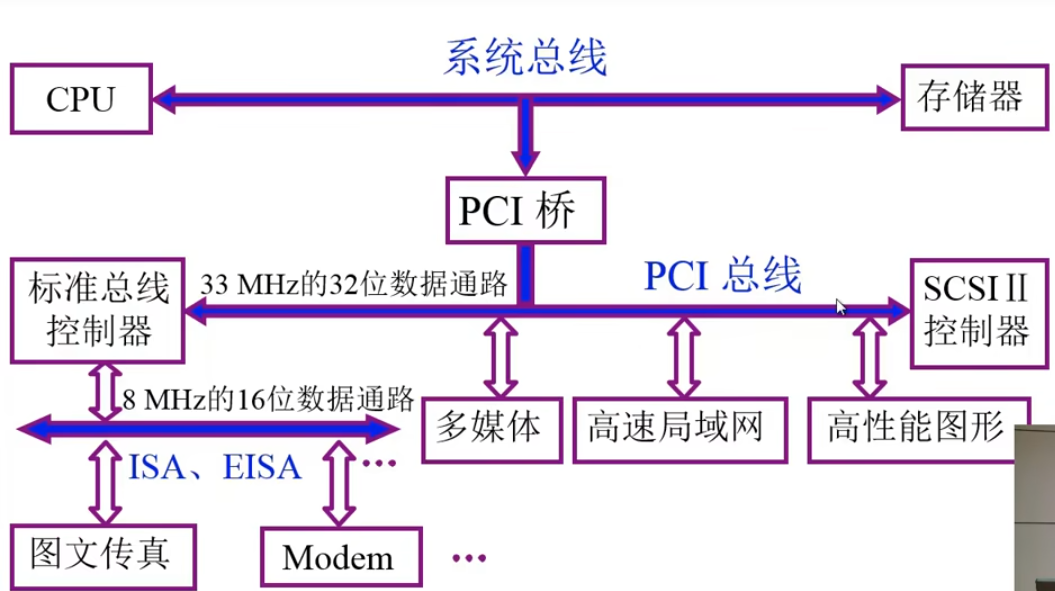 系统总线
CPU
存储器
PCI 桥
33 MHz的32位数据通路
PCI 总线
标准总线
控制器
SCSIⅡ
控制器
8 MHz的16位数据通路
多媒体
高速局域网
高性能图形
ISA、EISA
…
图文传真
Modem
…